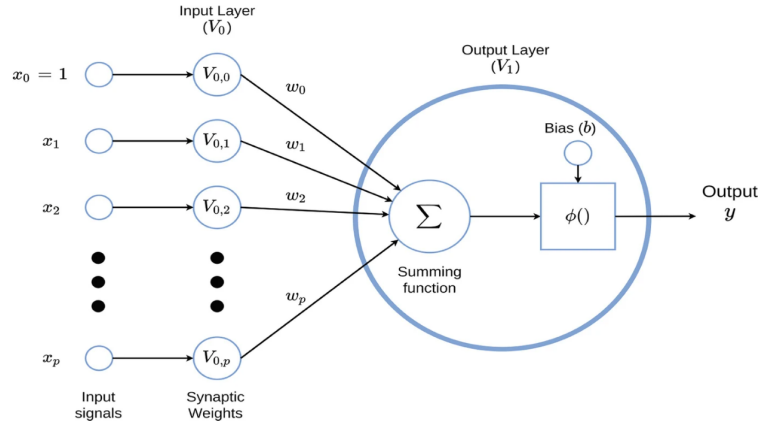 Input Layer
(V₀)
Output Layer
(V₁)
x₀ = 1
V₀,₀
w₀
x₁
V₀,₁
w₁
Bias (b)
x₂
V₀,₂
w₂
∑
ϕ()
Output
y
Summing
function
wₚ
xₚ
V₀,ₚ
Input
signals
Synaptic
Weights